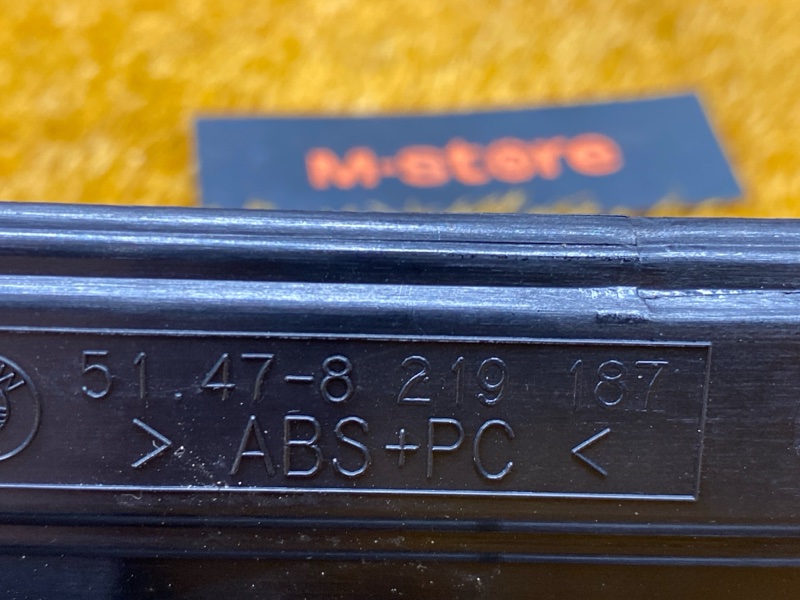 M·store
51.47-8 219 187
> ABS+PC <